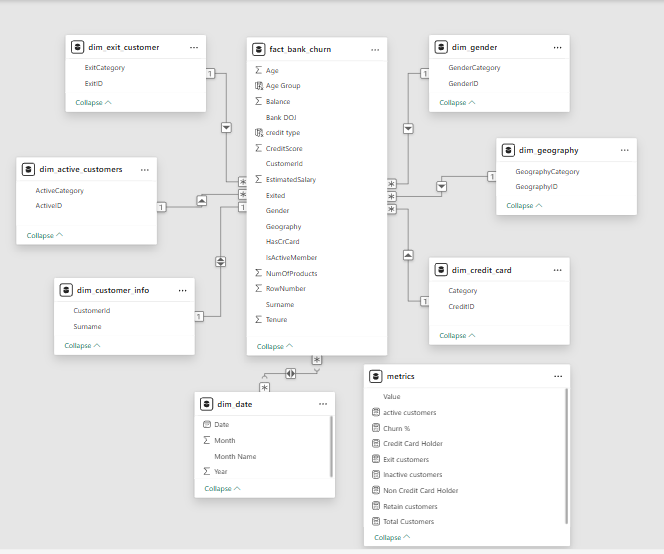 dim_exit_customer
ExitCategory
ExitID
Collapse
fact_bank_churn
Age
Age Group
Balance
Bank DOJ
credit type
CreditScore
CustomerId
EstimatedSalary
Exited
Gender
Geography
HasCrCard
IsActiveMember
NumOfProducts
RowNumber
Surname
Tenure
Collapse
dim_gender
GenderCategory
GenderID
Collapse
dim_geography
GeographyCategory
GeographyID
Collapse
dim_active_customers
ActiveCategory
ActiveID
Collapse
dim_customer_info
CustomerId
Surname
Collapse
dim_credit_card
Category
CreditID
Collapse
dim_date
Date
Month
Month Name
Year
Collapse
metrics
Value
active customers
Churn %
Credit Card Holder
Exit customers
Inactive customers
Non Credit Card Holder
Retain customers
Total Customers
Collapse
1
*
1
*
1
1
1
*
1
*
1
*
*
*